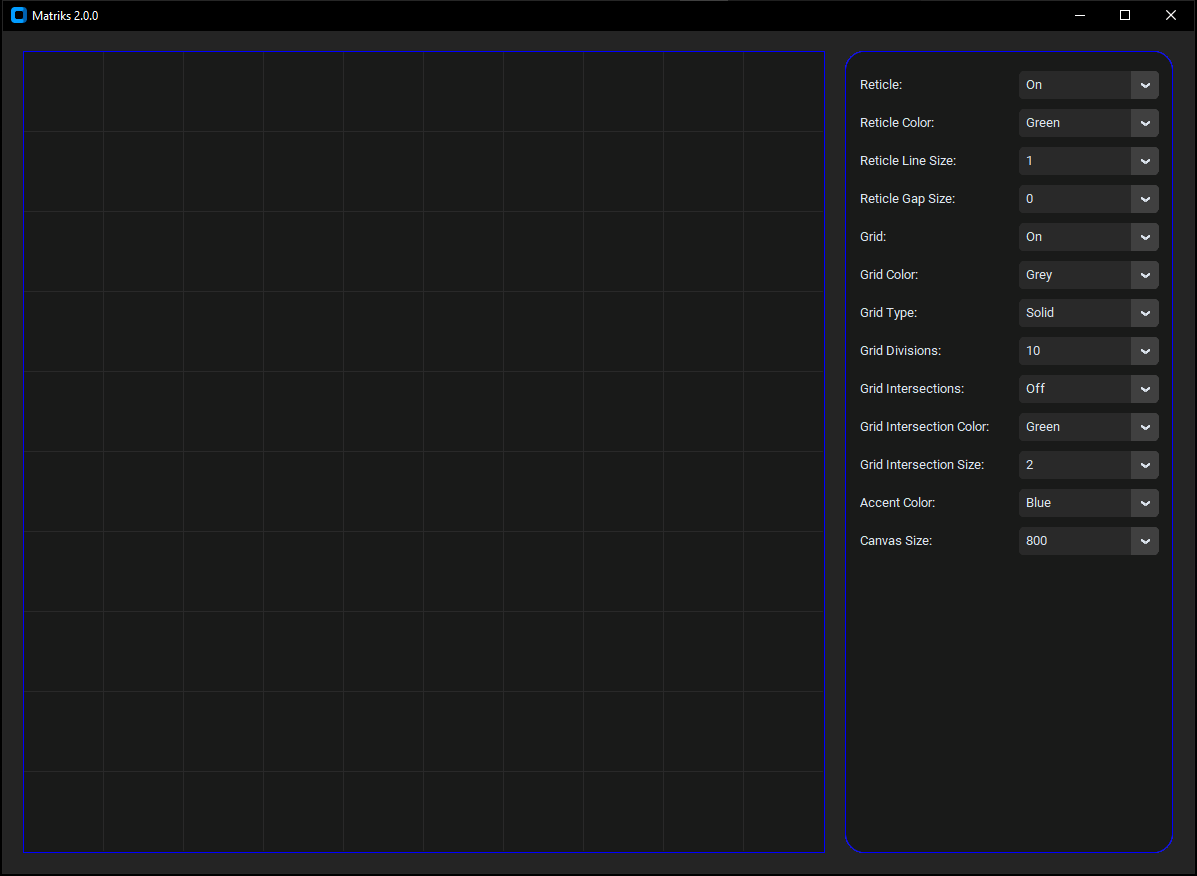 Matriks 2.0.0
Reticle: On
Reticle Color: Green
Reticle Line Size: 1
Reticle Gap Size: 0
Grid: On
Grid Color: Grey
Grid Type: Solid
Grid Divisions: 10
Grid Intersections: Off
Grid Intersection Color: Green
Grid Intersection Size: 2
Accent Color: Blue
Canvas Size: 800